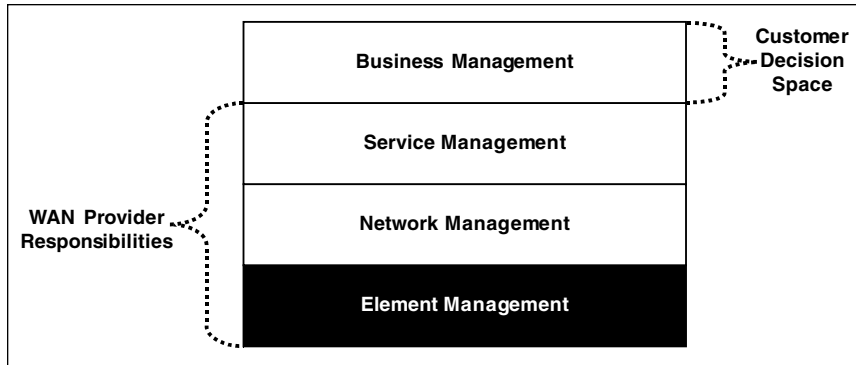 Business Management
Customer
Decision
Space
Service Management
WAN Provider
Responsibilities
Network Management
Element Management